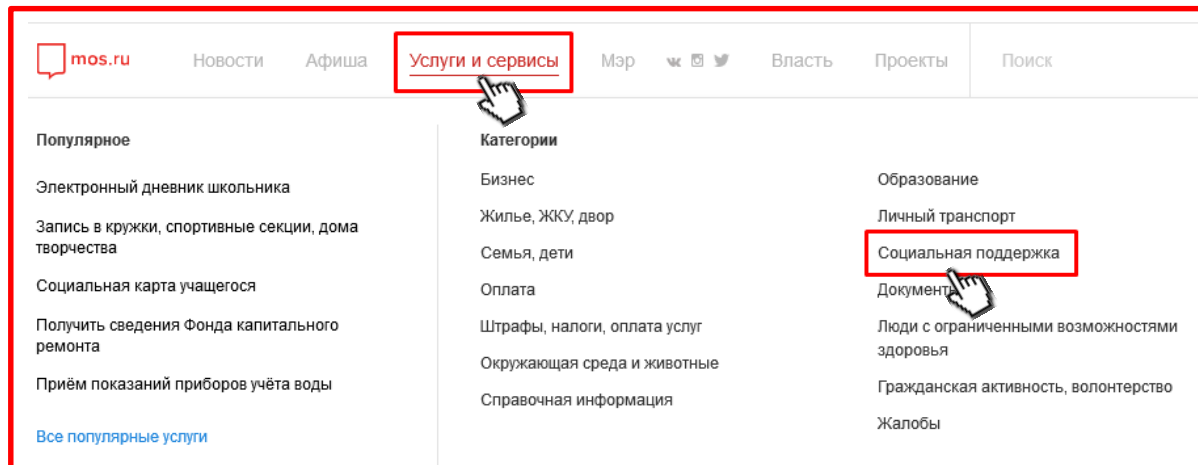 mos.ru Новости Афиша Услуги и сервисы Мэр Власть Проекты Поиск
Популярное
Электронный дневник школьника
Запись в кружки, спортивные секции, дома
творчества
Социальная карта учащегося
Получить сведения Фонда капитального
ремонта
Приём показаний приборов учёта воды
Все популярные услуги
Категории
Бизнес
Жилье, ЖКУ, двор
Семья, дети
Оплата
Штрафы, налоги, оплата услуг
Окружающая среда и животные
Справочная информация
Образование
Личный транспорт
Социальная поддержка
Документы
Люди с ограниченными возможностями
здоровья
Гражданская активность, волонтерство
Жалобы